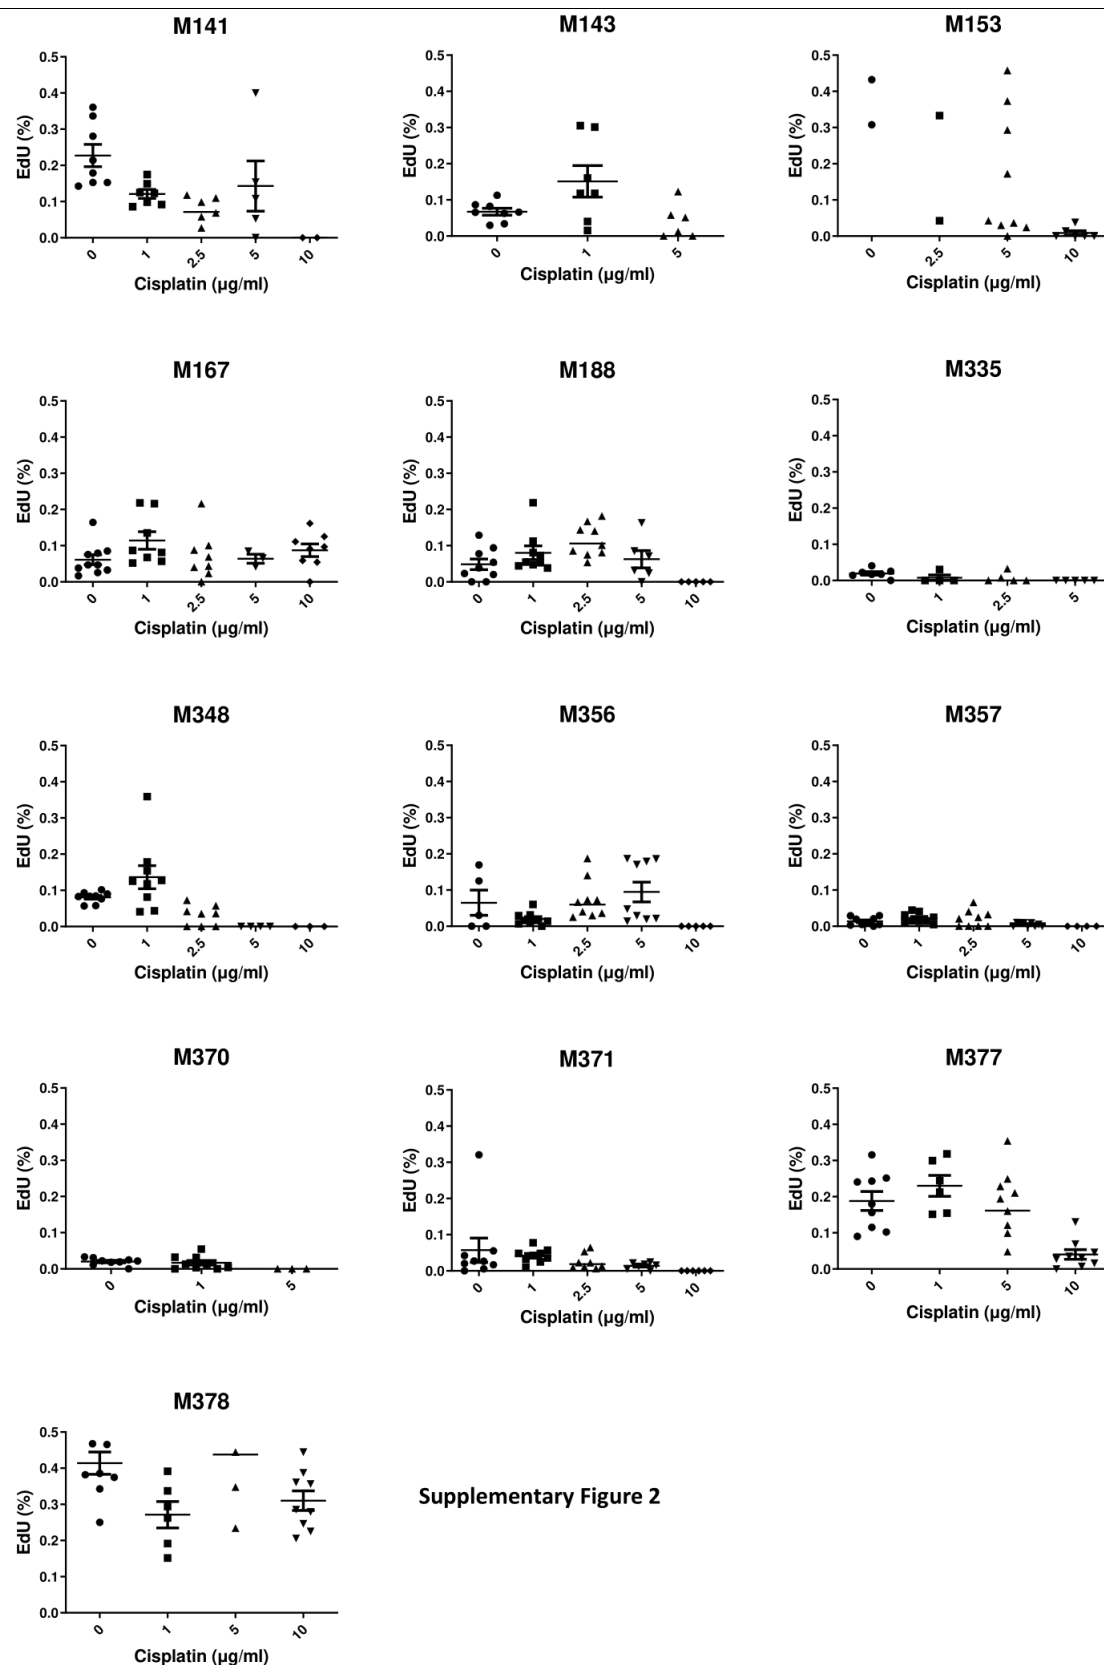 M141
EdU (%)
0.5
0.4
0.3
0.2
0.1
0.0
0 1 2.5 5 10
Cisplatin (µg/ml)
M143
EdU (%)
0.5
0.4
0.3
0.2
0.1
0.0
0 1 5
Cisplatin (µg/ml)
M153
EdU (%)
0.5
0.4
0.3
0.2
0.1
0.0
0 2.5 5 10
Cisplatin (µg/ml)
M167
EdU (%)
0.5
0.4
0.3
0.2
0.1
0.0
0 1 2.5 5 10
Cisplatin (µg/ml)
M188
EdU (%)
0.5
0.4
0.3
0.2
0.1
0.0
0 1 2.5 5 10
Cisplatin (µg/ml)
M335
EdU (%)
0.5
0.4
0.3
0.2
0.1
0.0
0 1 2.5 5
Cisplatin (µg/ml)
M348
EdU (%)
0.5
0.4
0.3
0.2
0.1
0.0
0 1 2.5 5 10
Cisplatin (µg/ml)
M356
EdU (%)
0.5
0.4
0.3
0.2
0.1
0.0
0 1 2.5 5 10
Cisplatin (µg/ml)
M357
EdU (%)
0.5
0.4
0.3
0.2
0.1
0.0
0 1 2.5 5 10
Cisplatin (µg/ml)
M370
EdU (%)
0.5
0.4
0.3
0.2
0.1
0.0
0 1 5
Cisplatin (µg/ml)
M371
EdU (%)
0.5
0.4
0.3
0.2
0.1
0.0
0 1 2.5 5 10
Cisplatin (µg/ml)
M377
EdU (%)
0.5
0.4
0.3
0.2
0.1
0.0
0 1 5 10
Cisplatin (µg/ml)
M378
EdU (%)
0.5
0.4
0.3
0.2
0.1
0.0
0 1 5 10
Cisplatin (µg/ml)
Supplementary Figure 2